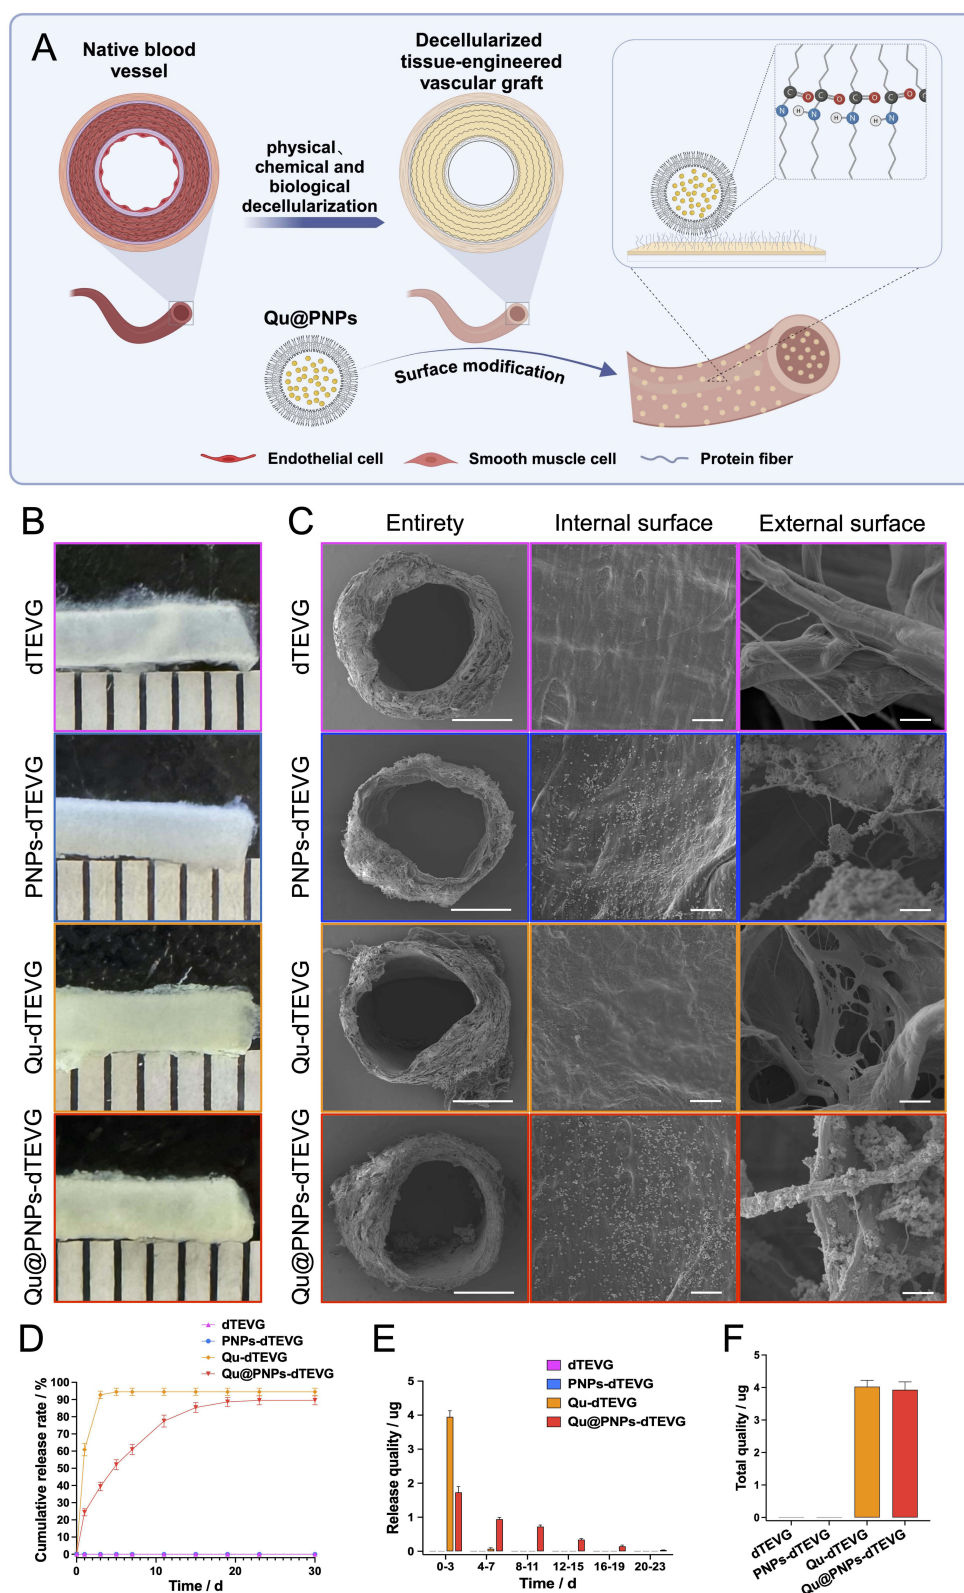 A
Native blood
vessel
Decellularized
tissue-engineered
vascular graft
physical、
chemical and
biological
decellularization
C O C O C O C
N H N H N H N
Qu@PNPs
Surface modification
Endothelial cell
Smooth muscle cell
Protein fiber
B
C
Entirety
Internal surface
External surface
dTEVG
dTEVG
PNPs-dTEVG
PNPs-dTEVG
Qu-dTEVG
Qu-dTEVG
Qu@PNPs-dTEVG
Qu@PNPs-dTEVG
D
dTEVG
PNPs-dTEVG
Qu-dTEVG
Qu@PNPs-dTEVG
Cumulative release rate / %
100
90
80
70
60
50
40
30
20
10
0
0 10 20 30
Time / d
E
dTEVG
PNPs-dTEVG
Qu-dTEVG
Qu@PNPs-dTEVG
Release quality / ug
5
4
3
2
1
0
0-3 4-7 8-11 12-15 16-19 20-23
Time / d
F
Total quality / ug
5
4
3
2
1
0
dTEVG
PNPs-dTEVG
Qu-dTEVG
Qu@PNPs-dTEVG